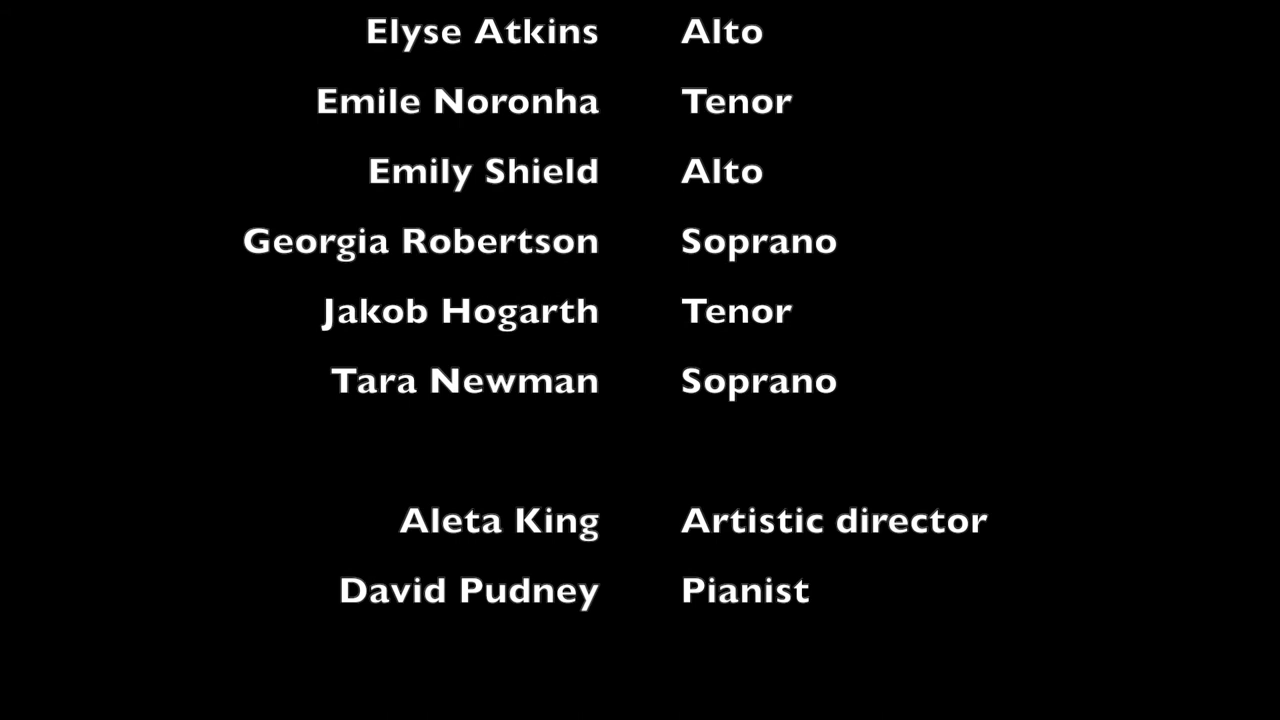 Elyse Atkins Alto
Emile Noronha Tenor
Emily Shield Alto
Georgia Robertson Soprano
Jakob Hogarth Tenor
Tara Newman Soprano
Aleta King Artistic director
David Pudney Pianist